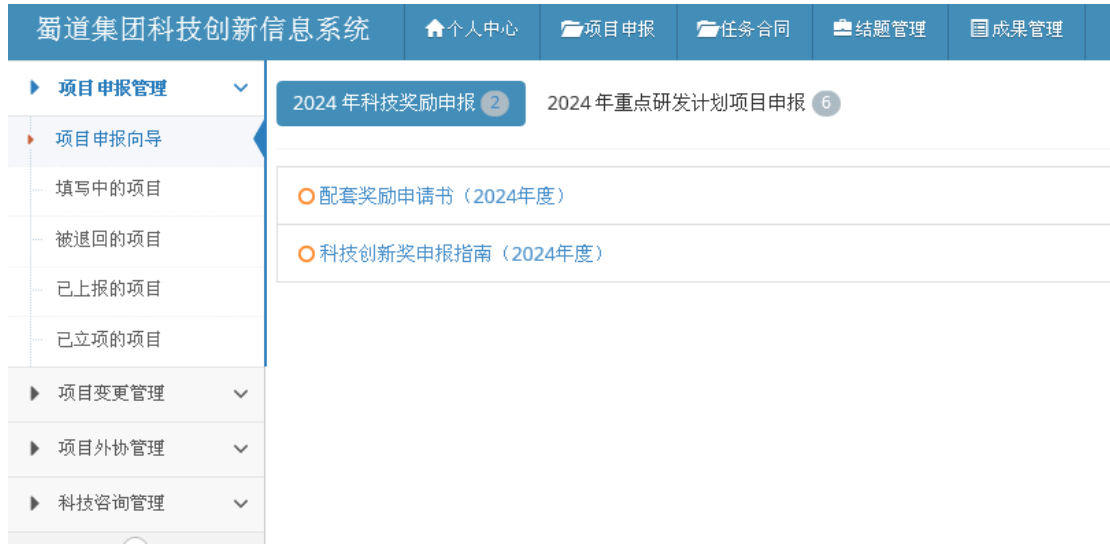 蜀道集团科技创新信息系统
个人中心
项目申报
任务合同
结题管理
成果管理
项目申报管理
项目申报向导
填写中的项目
被退回的项目
已上报的项目
已立项的项目
项目变更管理
项目外协管理
科技咨询管理
2024 年科技奖励申报 2
2024 年重点研发计划项目申报 6
配套奖励申请书（2024年度）
科技创新奖申报指南（2024年度）